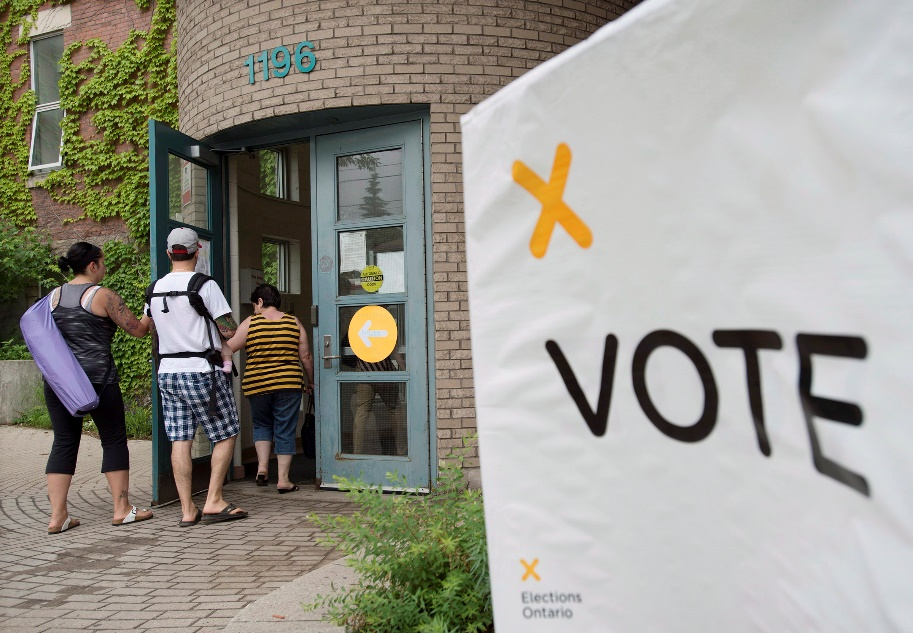 1196
X
VOTE
X
Elections
Ontario